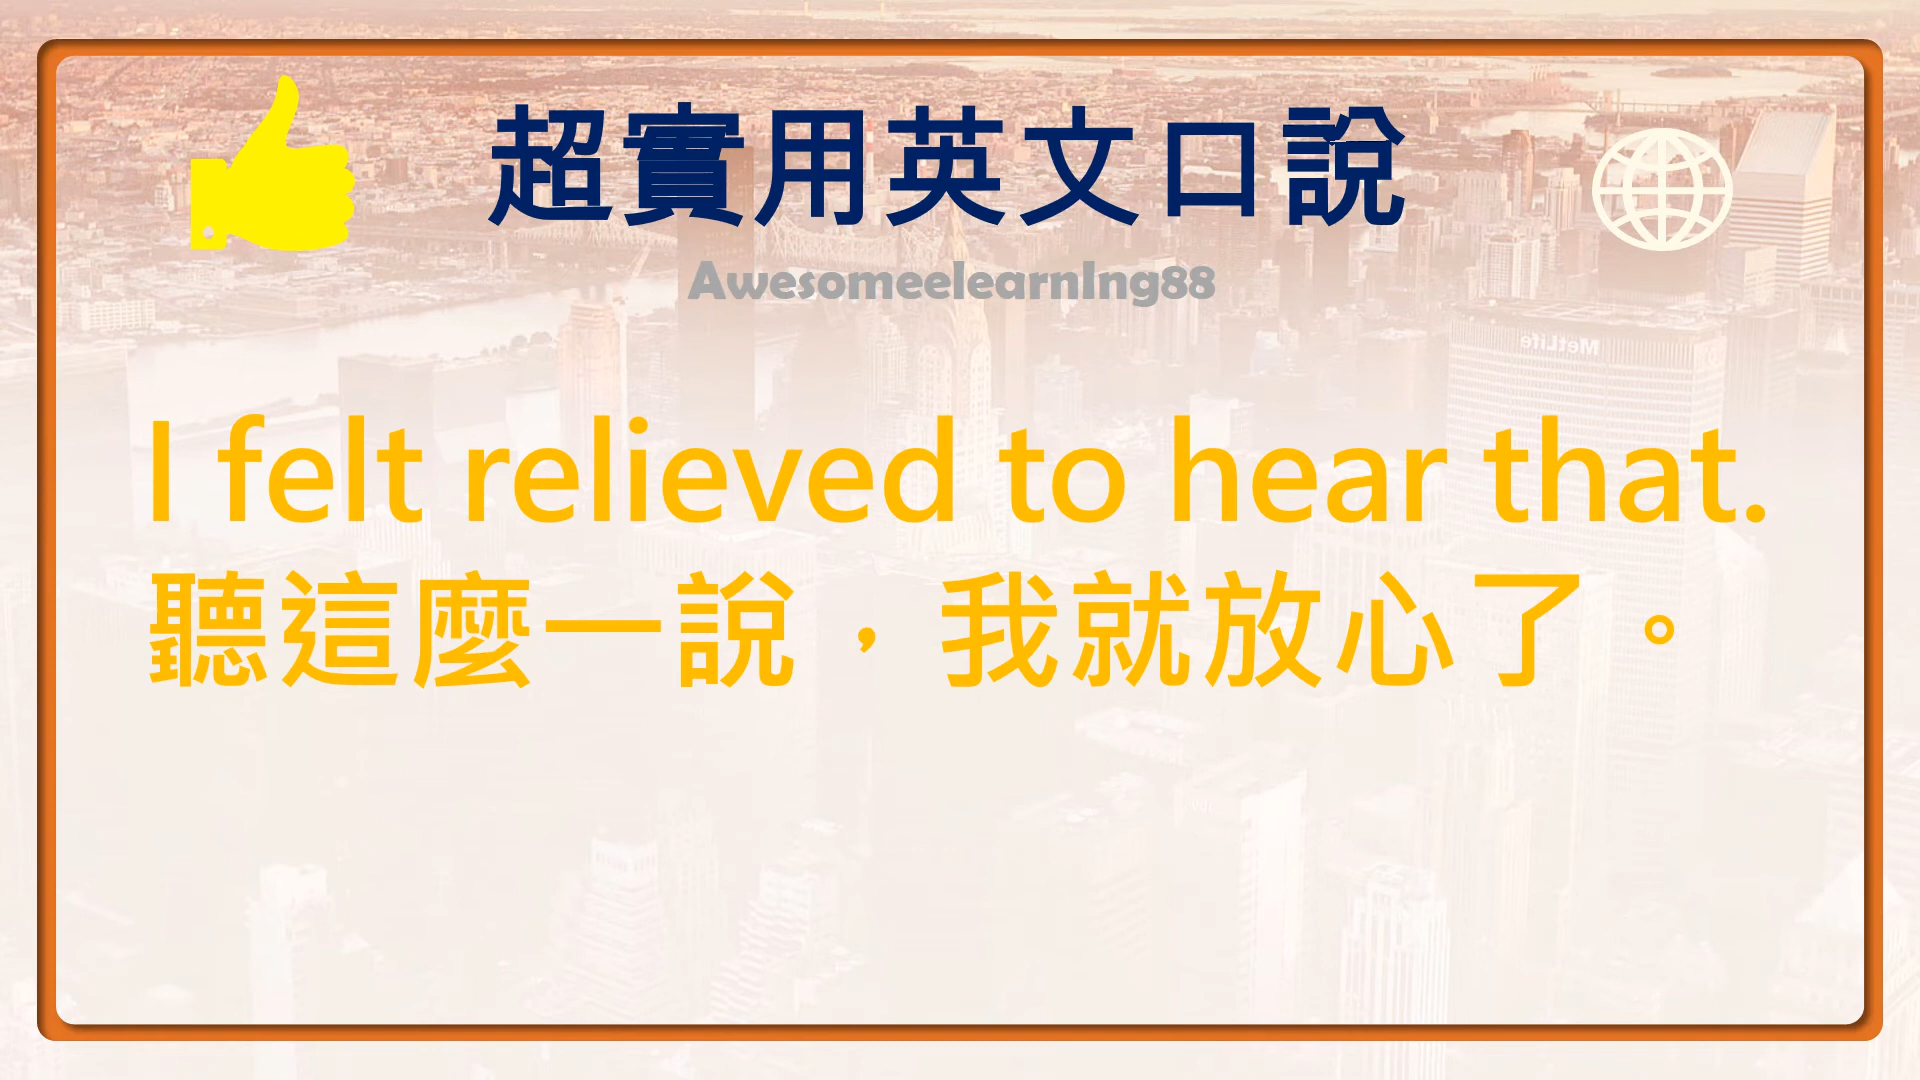 超實用英文口說
Awesomeelearning88
MetLife
I felt relieved to hear that.
聽這麼一說，我就放心了。